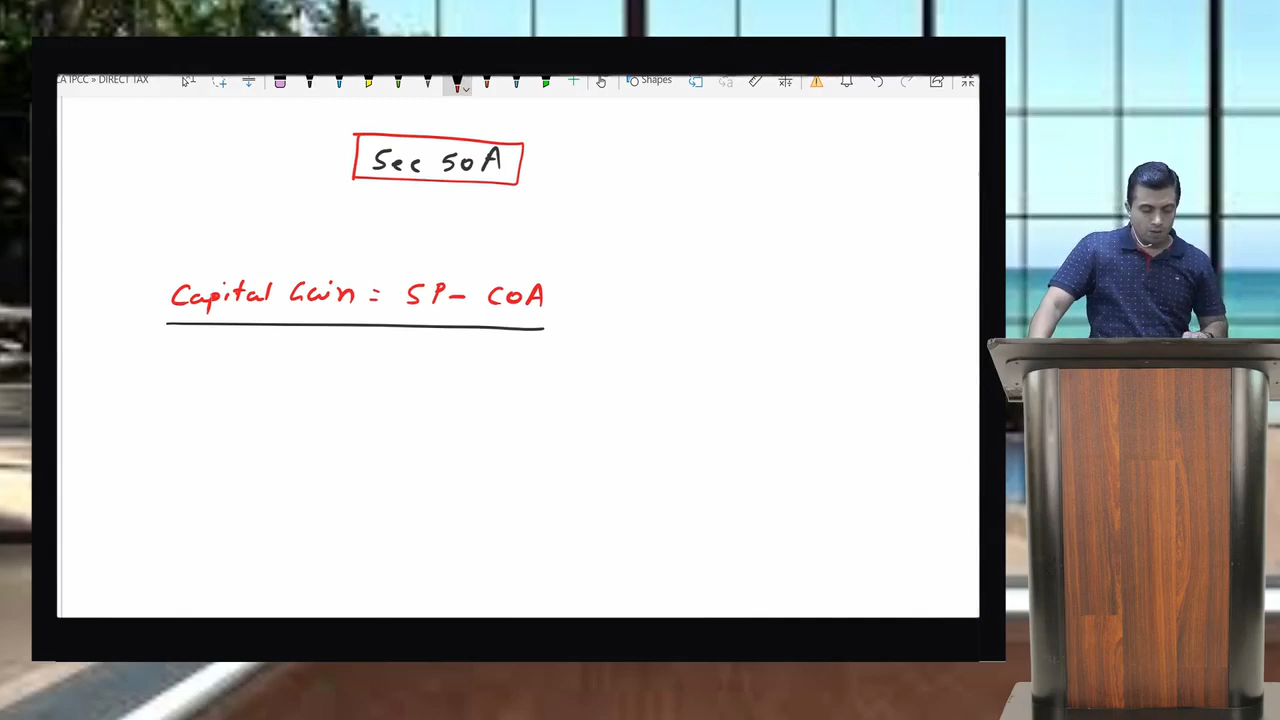 CA IPCC » DIRECT TAX
Shapes
Sec 50A
Capital Gain = SP - COA